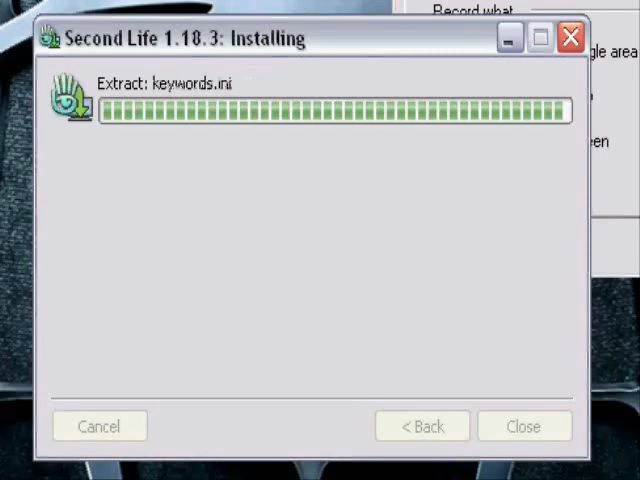 Record what
Second Life 1.18.3: Installing
gle area
Extract: keywords.ini
een
Cancel
< Back
Close